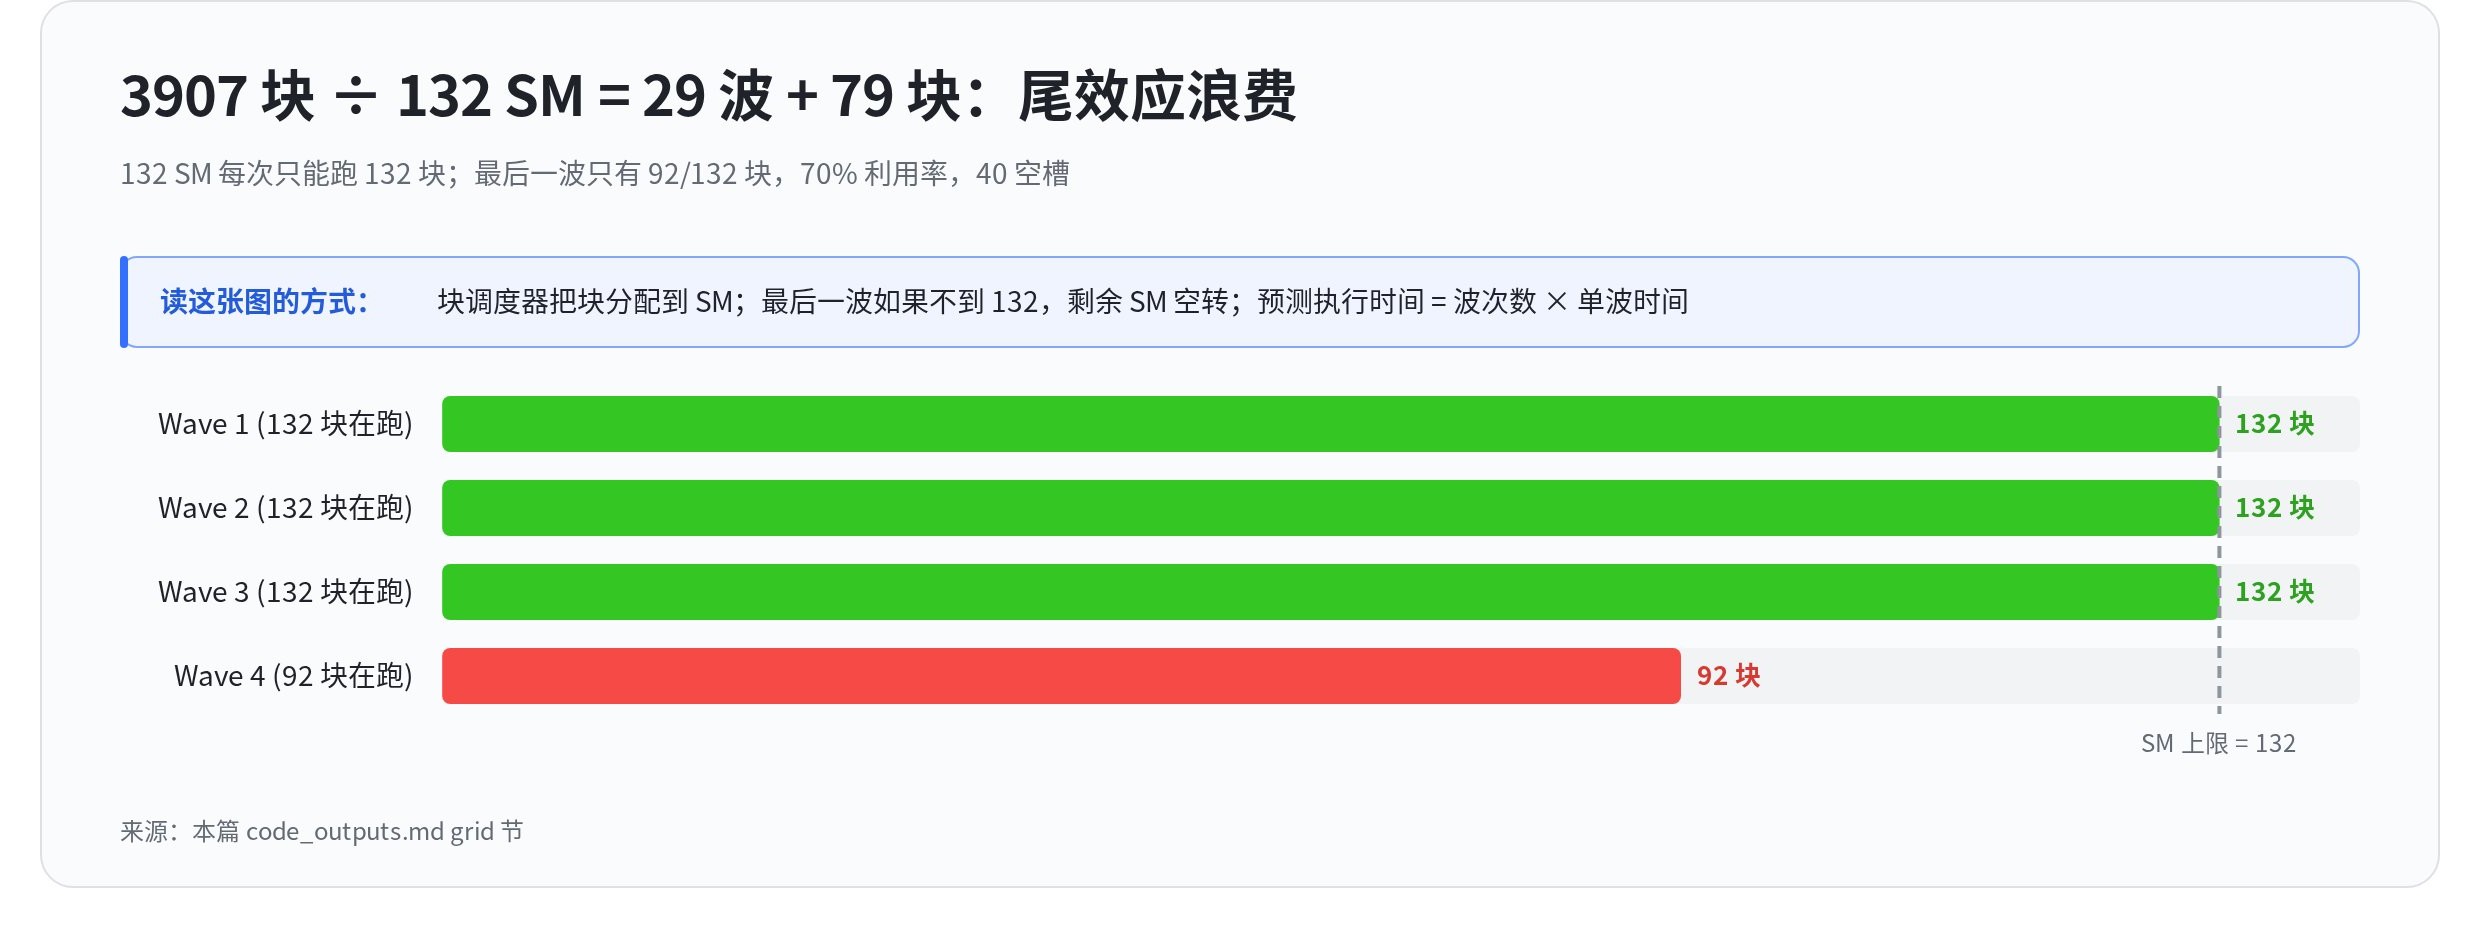 3907 块 ÷ 132 SM = 29 波 + 79 块：尾效应浪费
132 SM 每次只能跑 132 块；最后一波只有 92/132 块，70% 利用率，40 空槽
读这张图的方式： 块调度器把块分配到 SM；最后一波如果不到 132，剩余 SM 空转；预测执行时间 = 波次数 × 单波时间
Wave 1 (132 块在跑) 132 块
Wave 2 (132 块在跑) 132 块
Wave 3 (132 块在跑) 132 块
Wave 4 (92 块在跑) 92 块
SM 上限 = 132
来源：本篇 code_outputs.md grid 节